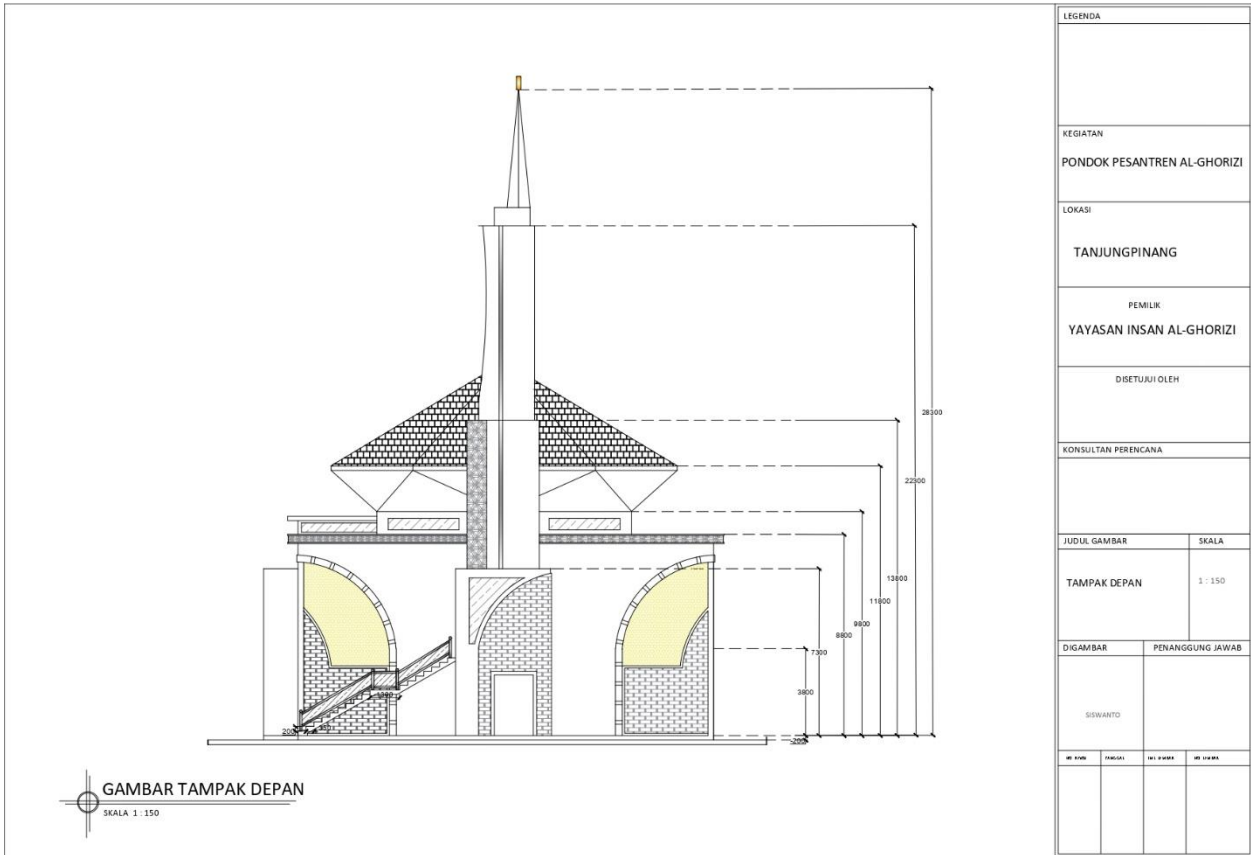 LEGENDA
KEGIATAN
PONDOK PESANTREN AL-GHORIZI
LOKASI
TANJUNGPINANG
PEMILIK
YAYASAN INSAN AL-GHORIZI
DISETUJUI OLEH
KONSULTAN PERENCANA
JUDUL GAMBAR
SKALA
TAMPAK DEPAN
1 : 150
DIGAMBAR
PENANGGUNG JAWAB
SISWANTO
28300
22300
13800
11800
9800
8800
7300
3800
-200
200
GAMBAR TAMPAK DEPAN
SKALA 1 : 150